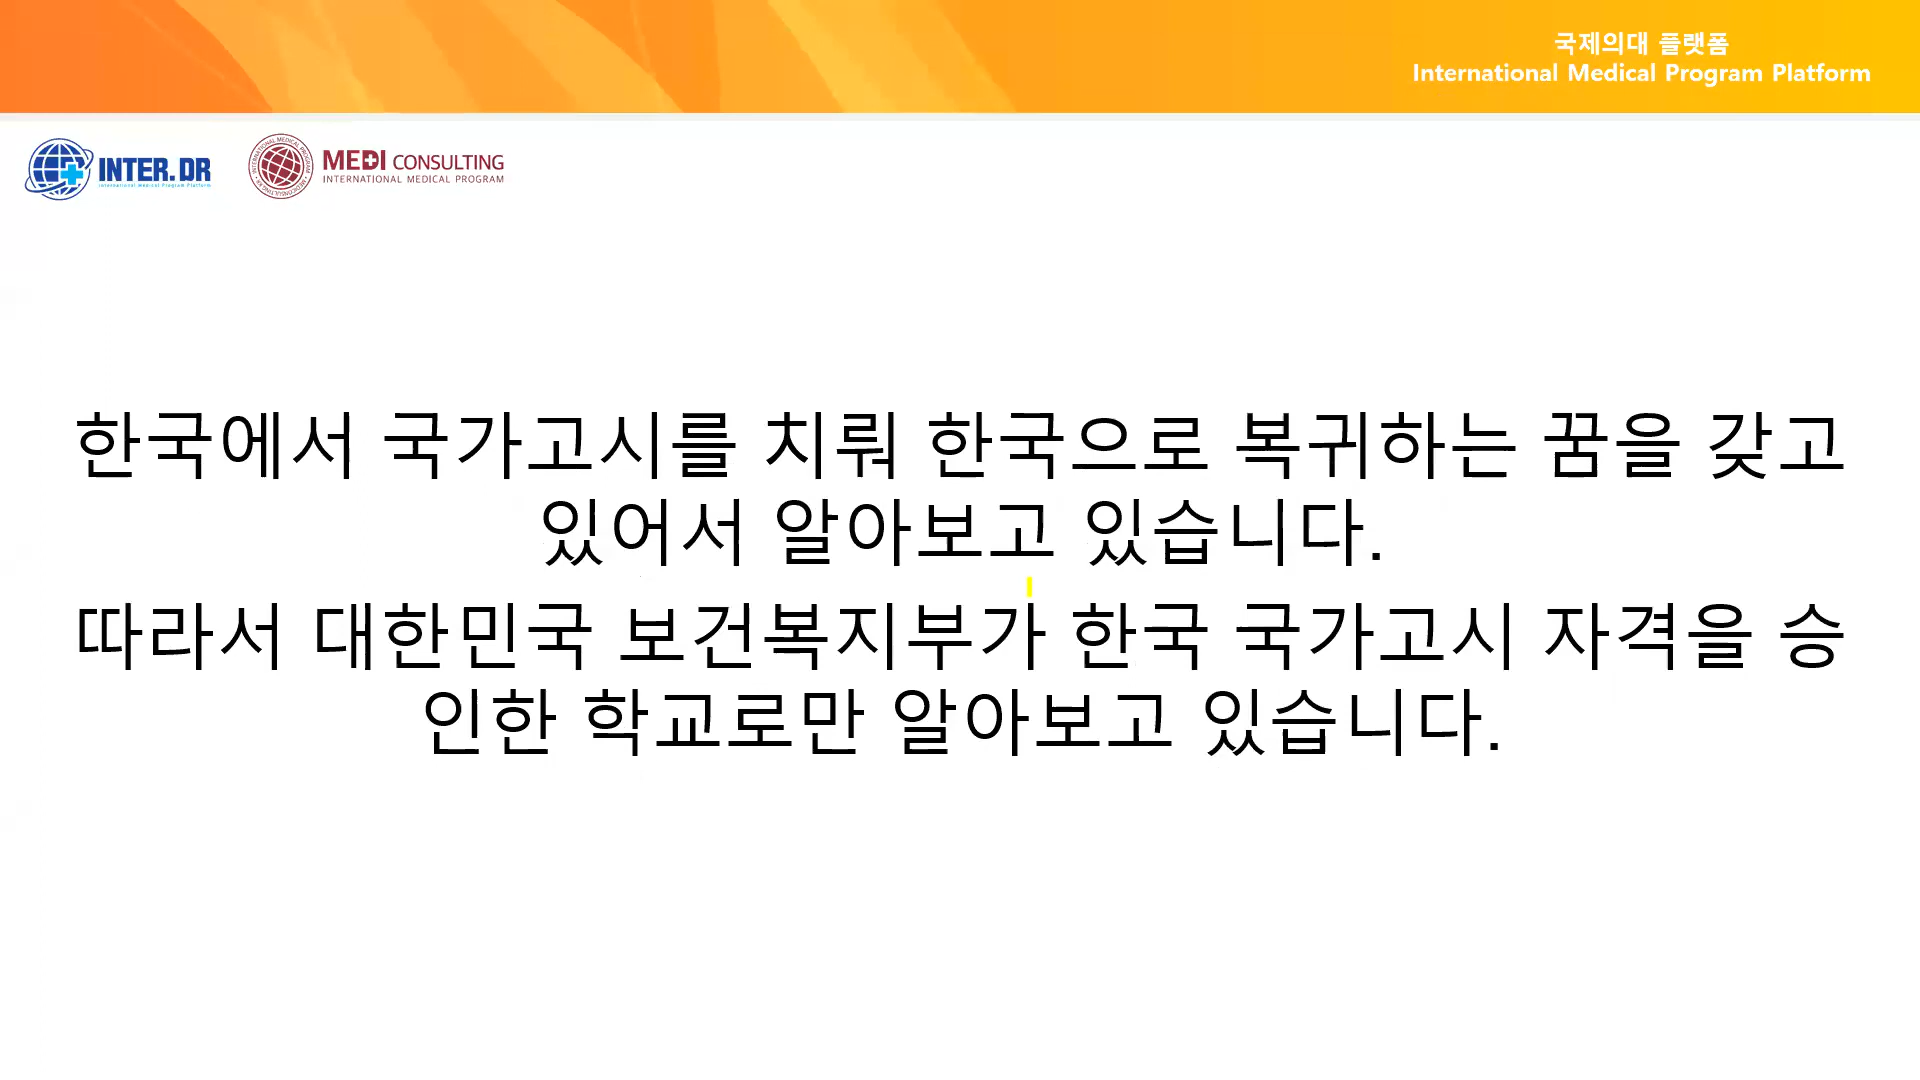 국제의대 플랫폼
International Medical Program Platform
INTER.DR
International Medical Program Platform
MEDI CONSULTING
INTERNATIONAL MEDICAL PROGRAM
한국에서 국가고시를 치뤄 한국으로 복귀하는 꿈을 갖고
있어서 알아보고 있습니다.
따라서 대한민국 보건복지부가 한국 국가고시 자격을 승
인한 학교로만 알아보고 있습니다.